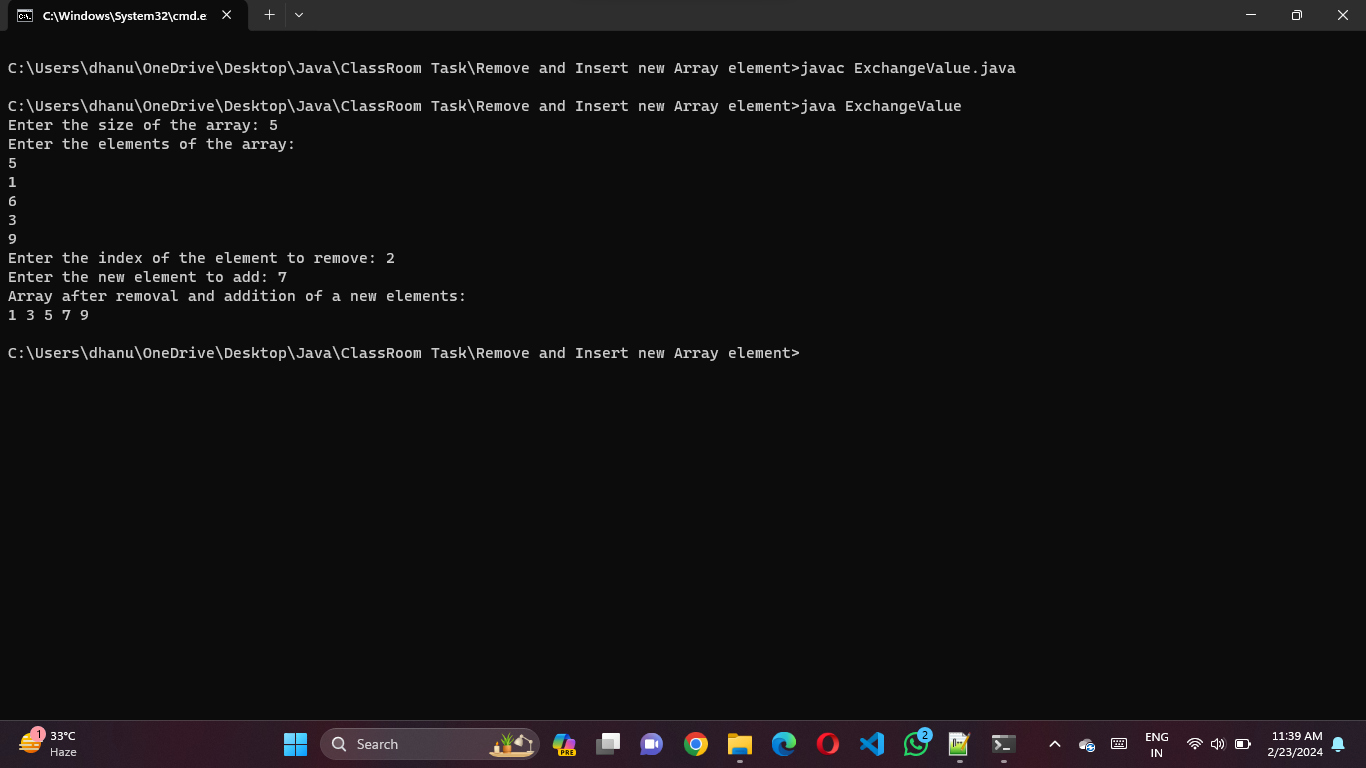 C:\Windows\System32\cmd.e
C:\Users\dhanu\OneDrive\Desktop\Java\ClassRoom Task\Remove and Insert new Array element>javac ExchangeValue.java
C:\Users\dhanu\OneDrive\Desktop\Java\ClassRoom Task\Remove and Insert new Array element>java ExchangeValue
Enter the size of the array: 5
Enter the elements of the array:
5
1
6
3
9
Enter the index of the element to remove: 2
Enter the new element to add: 7
Array after removal and addition of a new elements:
1 3 5 7 9
C:\Users\dhanu\OneDrive\Desktop\Java\ClassRoom Task\Remove and Insert new Array element>
1
33°C
Haze
Search
PRE
2
ENG
IN
11:39 AM
2/23/2024